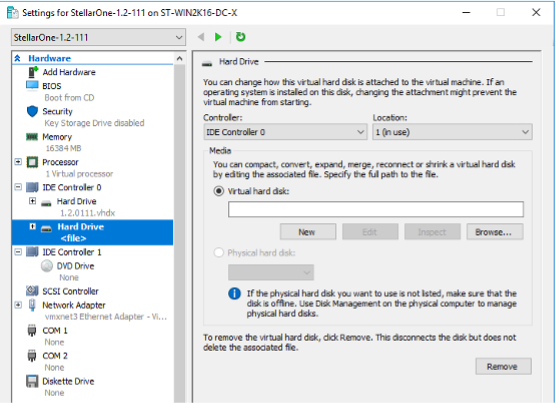 Settings for StellarOne-1.2-111 on ST-WIN2K16-DC-X
StellarOne-1.2-111
Hardware
Add Hardware
BIOS
Boot from CD
Security
Key Storage Drive disabled
Memory
16384 MB
Processor
1 Virtual processor
IDE Controller 0
Hard Drive
1.2.0111.vhdx
Hard Drive
<file>
IDE Controller 1
DVD Drive
None
SCSI Controller
Network Adapter
vmxnet3 Ethernet Adapter - Vi...
COM 1
None
COM 2
None
Diskette Drive
None
Hard Drive
You can change how this virtual hard disk is attached to the virtual machine. If an
operating system is installed on this disk, changing the attachment might prevent the
virtual machine from starting.
Controller:
Location:
IDE Controller 0
1 (in use)
Media
You can compact, convert, expand, merge, reconnect or shrink a virtual hard disk
by editing the associated file. Specify the full path to the file.
Virtual hard disk:
New
Edit
Inspect
Browse...
Physical hard disk:
If the physical hard disk you want to use is not listed, make sure that the
disk is offline. Use Disk Management on the physical computer to manage
physical hard disks.
To remove the virtual hard disk, click Remove. This disconnects the disk but does not
delete the associated file.
Remove